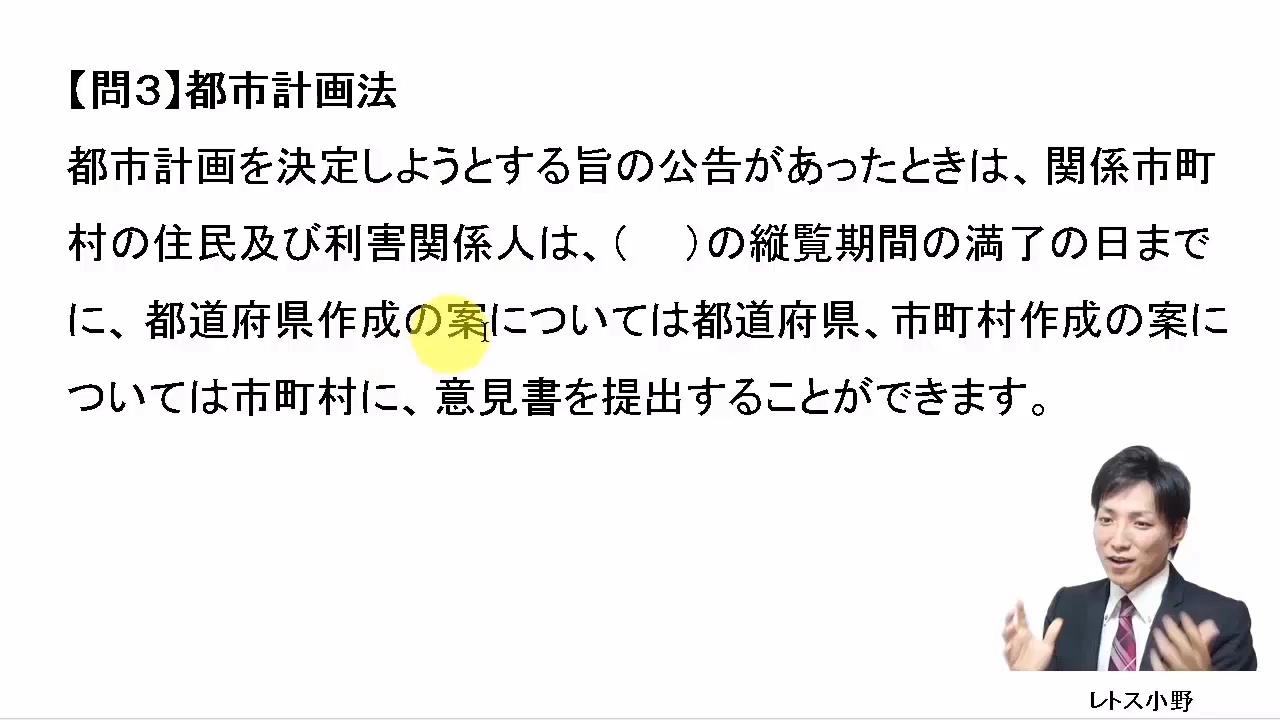 【問３】都市計画法
都市計画を決定しようとする旨の公告があったときは、関係市町
村の住民及び利害関係人は、（　）の縦覧期間の満了の日まで
に、都道府県作成の案については都道府県、市町村作成の案に
ついては市町村に、意見書を提出することができます。
レトス小野